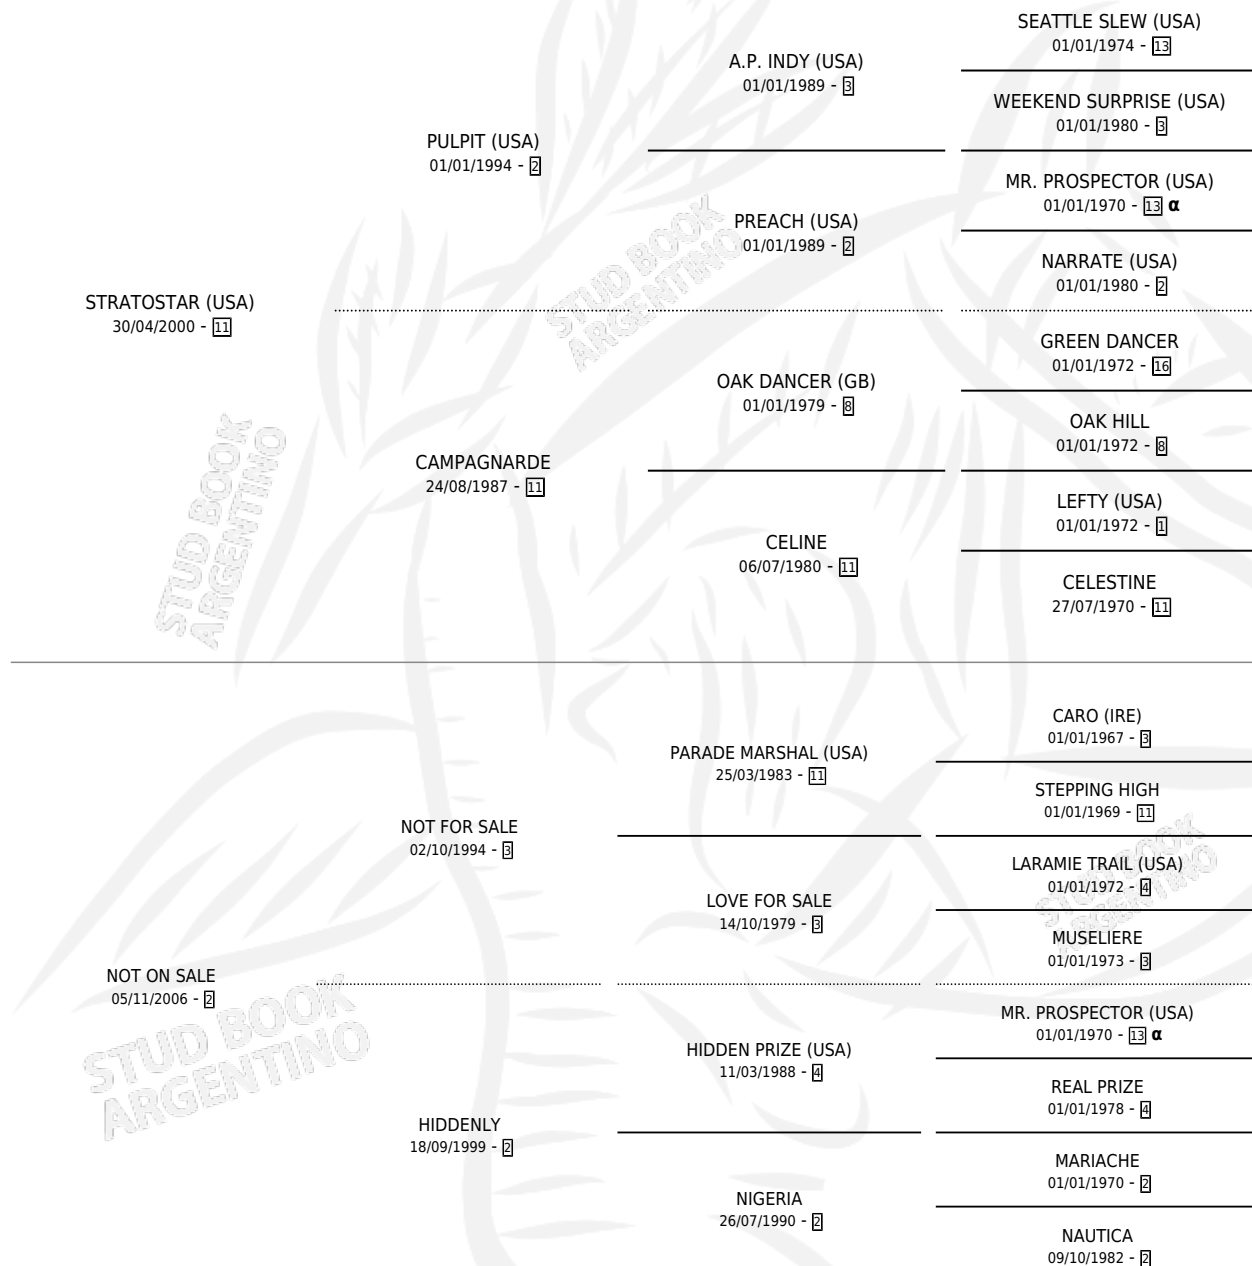 SEATTLE SLEW (USA)
01/01/1974 - 13
A.P. INDY (USA)
01/01/1989 - 3
WEEKEND SURPRISE (USA)
01/01/1980 - 3
PULPIT (USA)
01/01/1994 - 2
MR. PROSPECTOR (USA)
01/01/1970 - 13 α
PREACH (USA)
01/01/1989 - 2
NARRATE (USA)
01/01/1980 - 2
STRATOSTAR (USA)
30/04/2000 - 11
GREEN DANCER
01/01/1972 - 16
OAK DANCER (GB)
01/01/1979 - 8
OAK HILL
01/01/1972 - 8
CAMPAGNARDE
24/08/1987 - 11
LEFTY (USA)
01/01/1972 - 1
CELINE
06/07/1980 - 11
CELESTINE
27/07/1970 - 11
CARO (IRE)
01/01/1967 - 3
PARADE MARSHAL (USA)
25/03/1983 - 11
STEPPING HIGH
01/01/1969 - 11
NOT FOR SALE
02/10/1994 - 3
LARAMIE TRAIL (USA)
01/01/1972 - 4
LOVE FOR SALE
14/10/1979 - 3
MUSELIERE
01/01/1973 - 3
NOT ON SALE
05/11/2006 - 2
MR. PROSPECTOR (USA)
01/01/1970 - 13 α
HIDDEN PRIZE (USA)
11/03/1988 - 4
REAL PRIZE
01/01/1978 - 4
HIDDENLY
18/09/1999 - 2
MARIACHE
01/01/1970 - 2
NIGERIA
26/07/1990 - 2
NAUTICA
09/10/1982 - 2
STUD BOOK
ARGENTINO
STUD BOOK
ARGENTINO
STUD BOOK
ARGENTINO
STUD BOOK
ARGENTINO